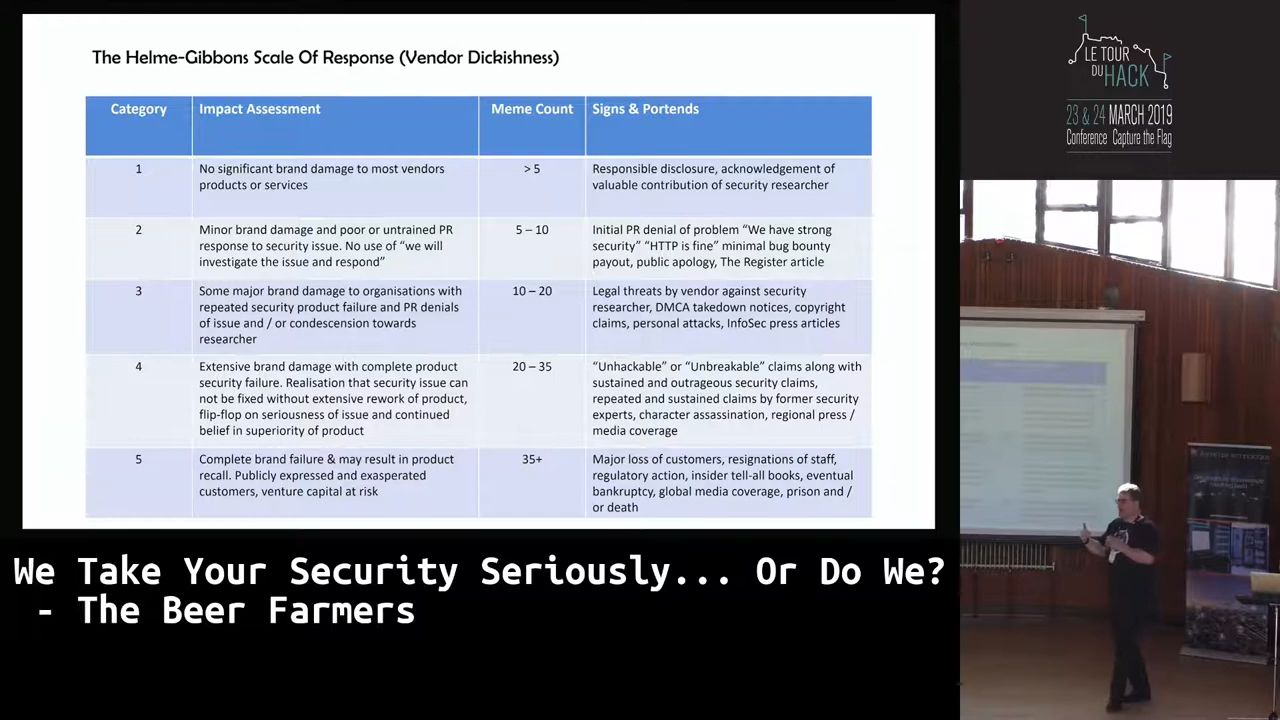 The Helme-Gibbons Scale Of Response (Vendor Dickishness)
Category
Impact Assessment
Meme Count
Signs & Portends
1
No significant brand damage to most vendors
products or services
> 5
Responsible disclosure, acknowledgement of
valuable contribution of security researcher
2
Minor brand damage and poor or untrained PR
response to security issue. No use of “we will
investigate the issue and respond”
5 – 10
Initial PR denial of problem “We have strong
security” “HTTP is fine” minimal bug bounty
payout, public apology, The Register article
3
Some major brand damage to organisations with
repeated security product failure and PR denials
of issue and / or condescension towards
researcher
10 – 20
Legal threats by vendor against security
researcher, DMCA takedown notices, copyright
claims, personal attacks, InfoSec press articles
4
Extensive brand damage with complete product
security failure. Realisation that security issue can
not be fixed without extensive rework of product,
flip-flop on seriousness of issue and continued
belief in superiority of product
20 – 35
“Unhackable” or “Unbreakable” claims along with
sustained and outrageous security claims,
repeated and sustained claims by former security
experts, character assassination, regional press /
media coverage
5
Complete brand failure & may result in product
recall. Publicly expressed and exasperated
customers, venture capital at risk
35+
Major loss of customers, resignations of staff,
regulatory action, insider tell-all books, eventual
bankruptcy, global media coverage, prison and /
or death
We Take Your Security Seriously... Or Do We?
- The Beer Farmers
LE TOUR
DU HACK
23 & 24 MARCH 2019
Conference Capture the Flag